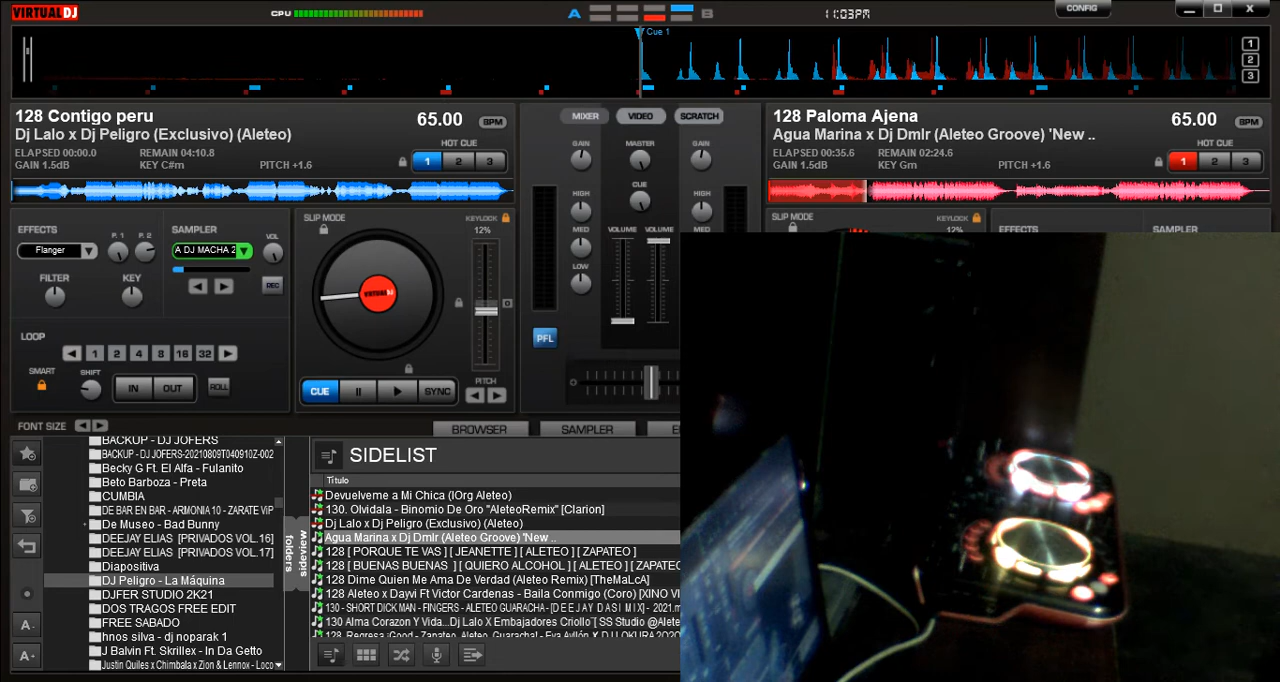 VIRTUAL DJ
CPU
A
B
11:03PM
CONFIG
X
Cue 1
1
2
3
128 Contigo peru
65.00 BPM
Dj Lalo x Dj Peligro (Exclusivo) (Aleteo)
ELAPSED 00:00.0 REMAIN 04:10.8
GAIN 1.5dB KEY C#m PITCH +1.6
HOT CUE
1 2 3
MIXER VIDEO SCRATCH
128 Paloma Ajena
65.00 BPM
Agua Marina x Dj Dmlr (Aleteo Groove) 'New ..
ELAPSED 00:35.6 REMAIN 02:24.6
GAIN 1.5dB KEY Gm PITCH +1.6
HOT CUE
1 2 3
EFFECTS
P. 1 P. 2
Flanger
FILTER KEY
SAMPLER
VOL
A DJ MACHA 2
REC
LOOP
1 2 4 8 16 32
SMART SHIFT
IN OUT ROLL
SLIP MODE
KEYLOCK
12%
VIRTUAL DJ
CUE SYNC
PITCH
GAIN MASTER GAIN
HIGH CUE HIGH
MED VOLUME VOLUME MED
LOW
PFL
SLIP MODE
KEYLOCK
12%
EFFECTS
SAMPLER
FONT SIZE
BROWSER SAMPLER
BACKUP - DJ JOFERS
BACKUP - DJ-JOFERS-20210809T040910Z-002
Becky G Ft. El Alfa - Fulanito
Beto Barboza - Preta
CUMBIA
DE BAR EN BAR - ARMONIA 10 - ZARATE ViP
De Museo - Bad Bunny
DEEJAY ELIAS [PRIVADOS VOL.16]
DEEJAY ELIAS [PRIVADOS VOL.17]
Diapositiva
DJ Peligro - La Máquina
DJFER STUDIO 2K21
DOS TRAGOS FREE EDIT
FREE SABADO
hnos silva - dj noparak 1
J Balvin Ft. Skrillex - In Da Getto
Justin Quiles x Chimbala x Zion & Lennox - Loco
A-
A+
folders
sideview
SIDELIST
Título
Devuelveme a Mi Chica (IOrg Aleteo)
130. Olvidala - Binomio De Oro "AleteoRemix" [Clarion]
Dj Lalo x Dj Peligro (Exclusivo) (Aleteo)
Agua Marina x Dj Dmlr (Aleteo Groove) 'New ..
128 [ PORQUE TE VAS ] [ JEANETTE ] [ ALETEO ] [ ZAPATEO ]
128 [ BUENAS BUENAS ] [ QUIERO ALCOHOL ] [ ALETEO ]
128 Dime Quien Me Ama De Verdad (Aleteo Remix) [TheMaLcA]
128 Aleteo x Dayvi Ft Victor Cardenas - Baila Conmigo (Coro)
130 - SHORT DICK MAN - FINGERS - ALETEO GUARACHA - [D E E J A Y D A S I M I X] - 2021.m
130 Alma Corazon Y Vida...Dj Lalo X Embajadores Criollo¨[ SS Studio @Alete